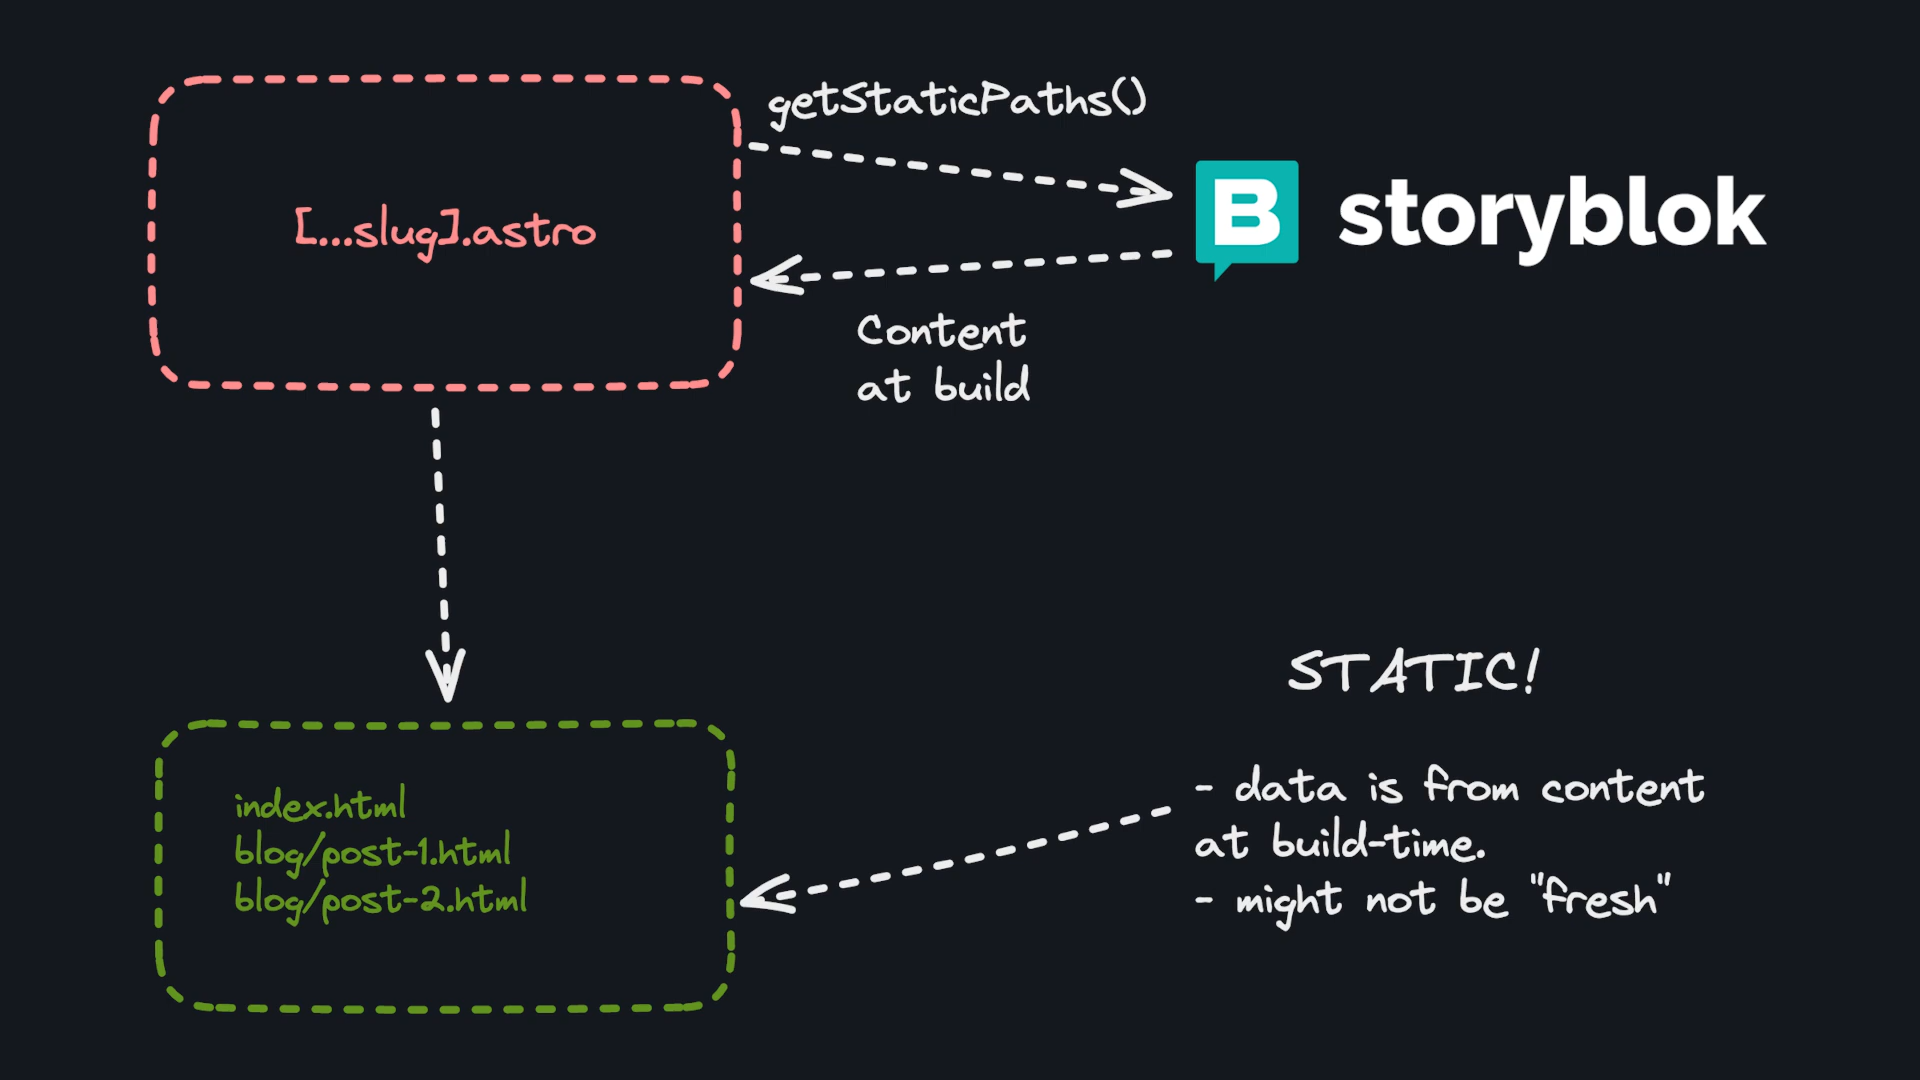 getStaticPaths()
[...slug].astro
B storyblok
Content
at build
STATIC!
- data is from content
at build-time.
- might not be "fresh"
index.html
blog/post-1.html
blog/post-2.html